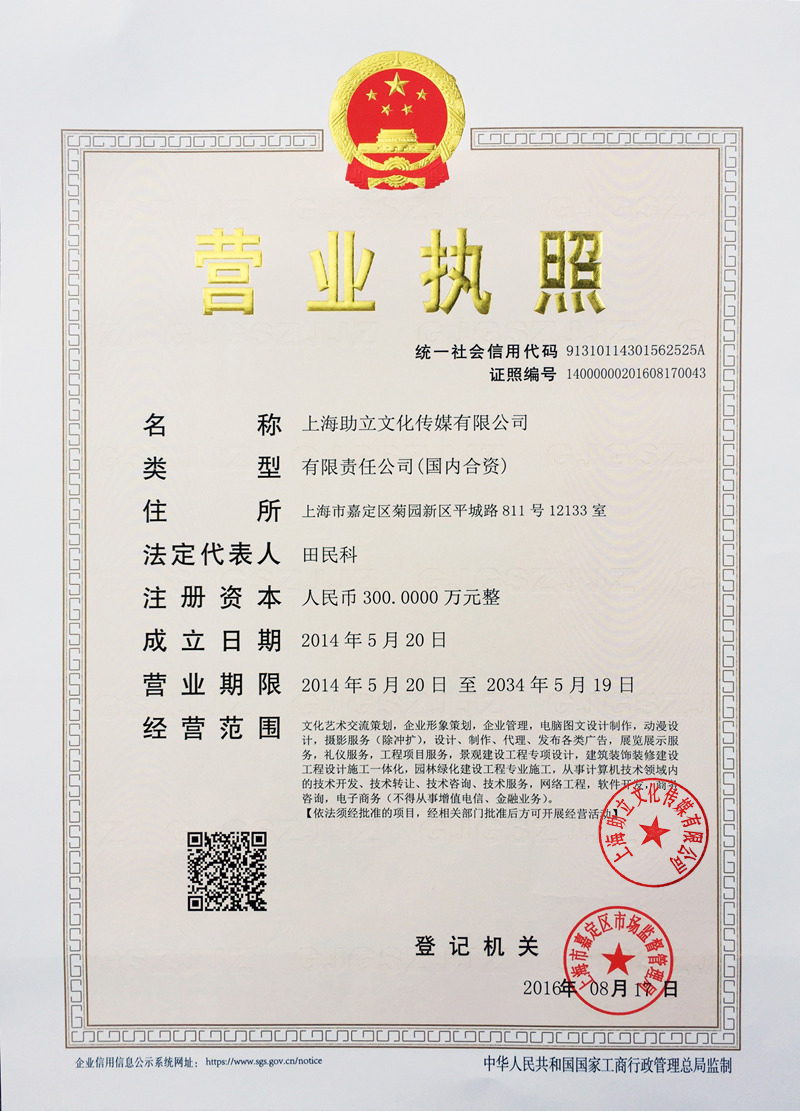 营业执照
统一社会信用代码 91310114301562525A
证照编号 14000000201608170043
名称 上海助立文化传媒有限公司
类型 有限责任公司(国内合资)
住所 上海市嘉定区菊园新区平城路811号12133室
法定代表人 田民科
注册资本 人民币300.0000万元整
成立日期 2014年5月20日
营业期限 2014年5月20日 至 2034年5月19日
经营范围 文化艺术交流策划，企业形象策划，企业管理，电脑图文设计制作，动漫设
计，摄影服务（除冲扩），设计、制作、代理、发布各类广告，展览展示服
务，礼仪服务，工程项目服务，景观建设工程专项设计，建筑装饰装修建设
工程设计施工一体化，园林绿化建设工程专业施工，从事计算机技术领域内
的技术开发、技术转让、技术咨询、技术服务，网络工程，软件开发，商务
咨询，电子商务（不得从事增值电信、金融业务）。
【依法须经批准的项目，经相关部门批准后方可开展经营活动】
上海助立文化传媒有限公司
登记机关
上海市嘉定区市场监督管理局
2016年08月17日
企业信用信息公示系统网址：https://www.sgs.gov.cn/notice
中华人民共和国国家工商行政管理总局监制